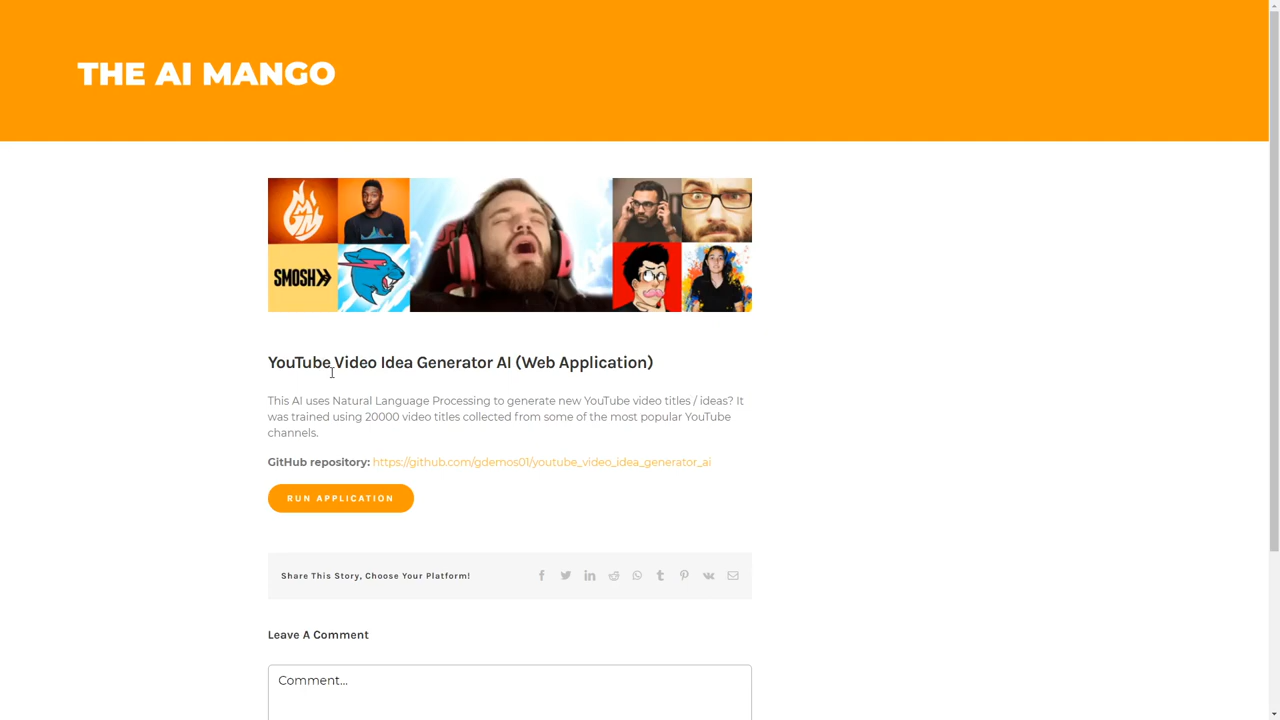 THE AI MANGO
SMOSH
YouTube Video Idea Generator AI (Web Application)
This AI uses Natural Language Processing to generate new YouTube video titles / ideas? It
was trained using 20000 video titles collected from some of the most popular YouTube
channels.
GitHub repository: https://github.com/gdemos01/youtube_video_idea_generator_ai
RUN APPLICATION
Share This Story, Choose Your Platform!
Leave A Comment
Comment...